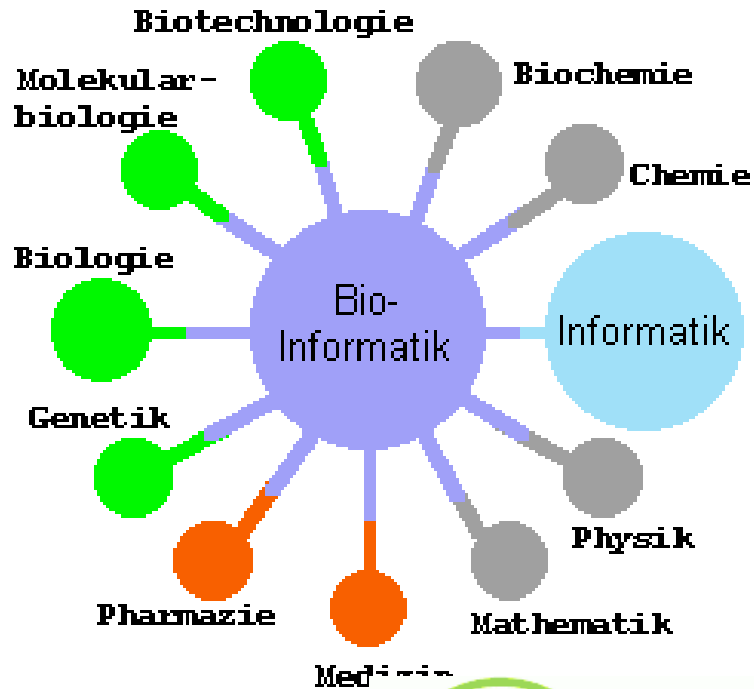 Biotechnologie
Biochemie
Molekular-
biologie
Chemie
Biologie
Bio-
Informatik
Informatik
Genetik
Physik
Pharmazie
Mathematik